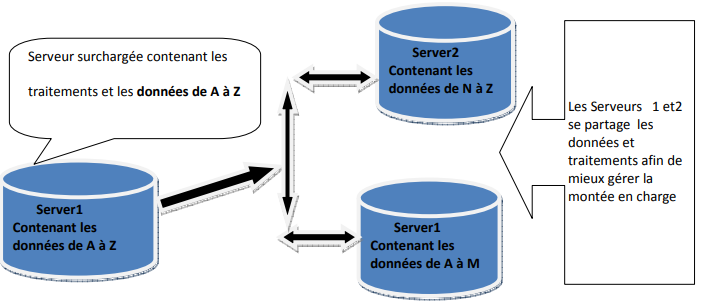 Serveur surchargée contenant les
traitements et les données de A à Z
Server1
Contenant les
données de A à Z
Server2
Contenant les
données de N à Z
Server1
Contenant les
données de A à M
Les Serveurs 1 et2
se partage les
données et
traitements afin de
mieux gérer la
montée en charge